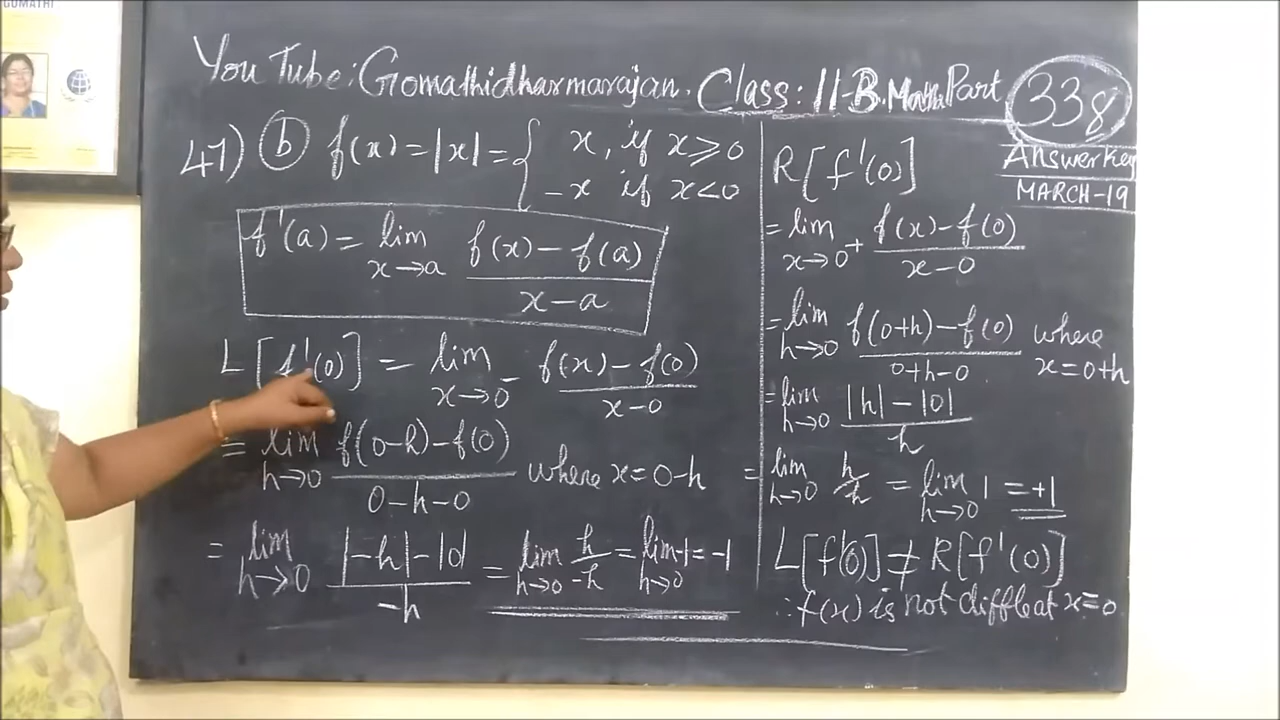 GOMATHI
You Tube: Gomathidharmarajan. Class: 11-B.Maths Part 338
Answer Key
MARCH-19
47) b f(x) = |x| = { x, if x ≥ 0
-x if x < 0
f'(a) = lim x→a f(x) - f(a) / x - a
L[f'(0)] = lim x→0⁻ f(x) - f(0) / x - 0
= lim h→0 f(0-h) - f(0) / 0-h-0 where x = 0-h
= lim h→0 |-h| - |0| / -h = lim h→0 h/-h = lim h→0 -1 = -1
R[f'(0)]
= lim x→0⁺ f(x) - f(0) / x - 0
= lim h→0 f(0+h) - f(0) / 0+h-0 where x = 0+h
= lim h→0 |h| - |0| / h
= lim h→0 h/h = lim h→0 1 = +1
L[f'(0)] ≠ R[f'(0)]
∴ f(x) is not diffle at x = 0